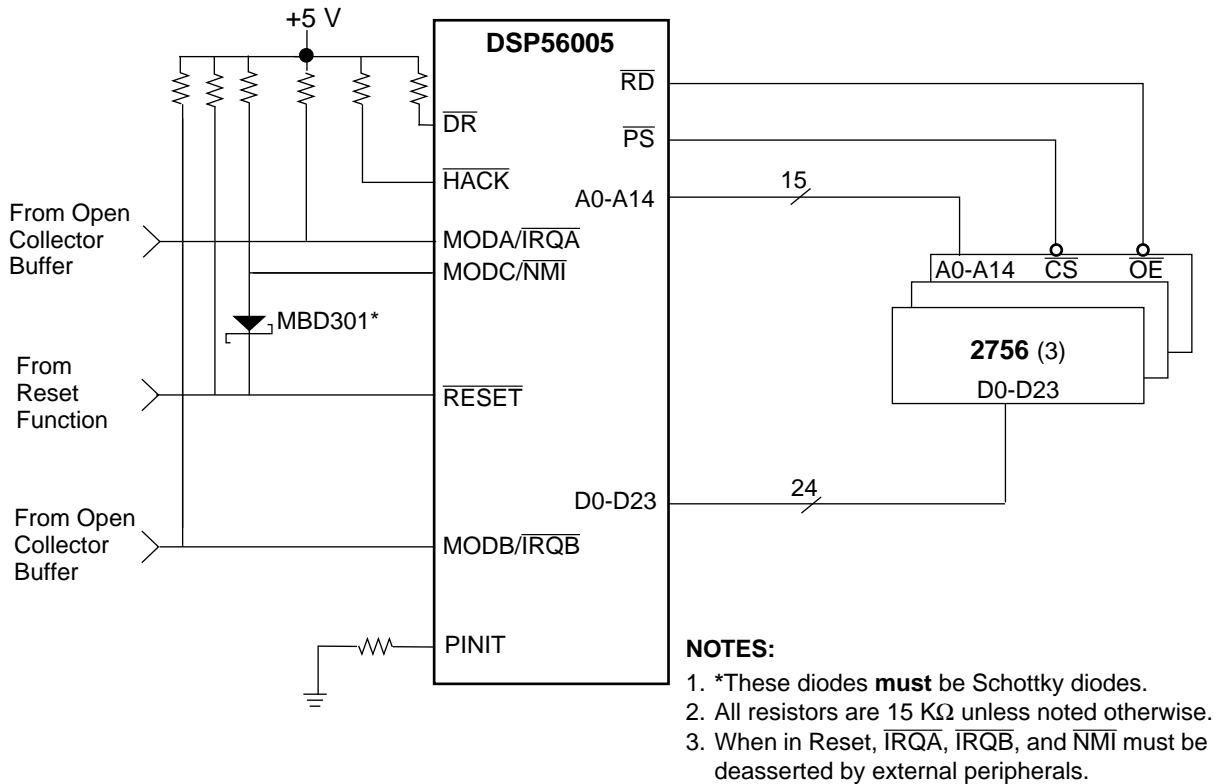 +5 V
DSP56005
RD
DR
PS
HACK
15
A0-A14
From Open
Collector
Buffer
MODA/IRQA
MODC/NMI
A0-A14 CS OE
MBD301*
2756 (3)
From
Reset
Function
RESET
D0-D23
24
D0-D23
From Open
Collector
Buffer
MODB/IRQB
PINIT
NOTES:
1. *These diodes must be Schottky diodes.
2. All resistors are 15 KΩ unless noted otherwise.
3. When in Reset, IRQA, IRQB, and NMI must be
deasserted by external peripherals.